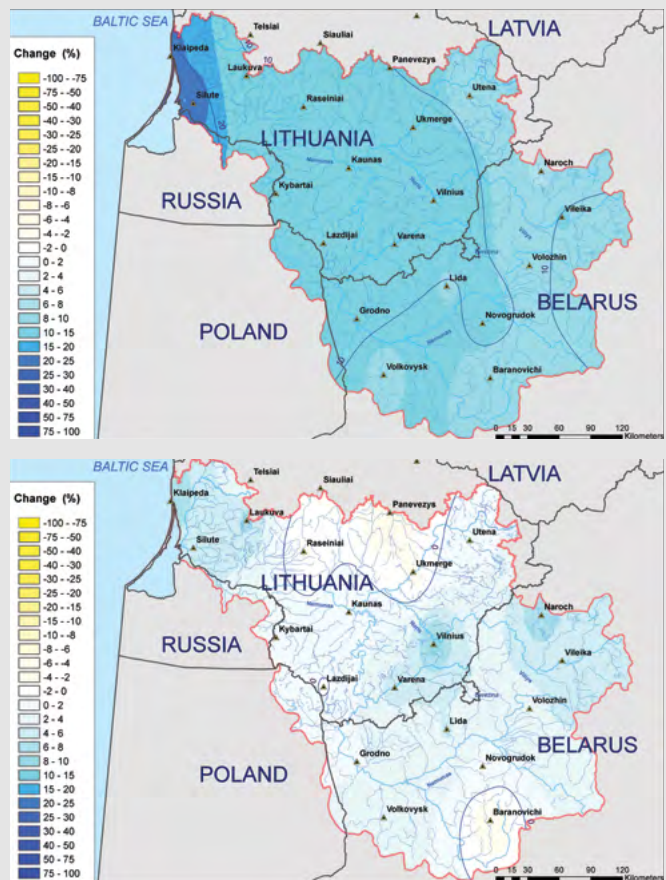 BALTIC SEA
Telsiai
Siauliai
LATVIA
Change (%)
-100 - -75
-75 - -50
-50 - -40
-40 - -30
-30 - -25
-25 - -20
-20 - -15
-15 - -10
-10 - -8
-8 - -6
-6 - -4
-4 - -2
-2 - 0
0 - 2
2 - 4
4 - 6
6 - 8
8 - 10
10 - 15
15 - 20
20 - 25
25 - 30
30 - 40
40 - 50
50 - 75
75 - 100
Klaipeda
Laukuva
10
Panevezys
Utena
Silute
20
Raseiniai
Ukmerge
LITHUANIA
Kaunas
Naroch
RUSSIA
Kybartai
Vilnius
Vileika
Lazdijai
Varena
Volozhin
10
Lida
BELARUS
Grodno
Novogrudok
POLAND
10
Volkovysk
Baranovichi
0 15 30 60 90 120
Kilometers
BALTIC SEA
Telsiai
Siauliai
LATVIA
Change (%)
-100 - -75
-75 - -50
-50 - -40
-40 - -30
-30 - -25
-25 - -20
-20 - -15
-15 - -10
-10 - -8
-8 - -6
-6 - -4
-4 - -2
-2 - 0
0 - 2
2 - 4
4 - 6
6 - 8
8 - 10
10 - 15
15 - 20
20 - 25
25 - 30
30 - 40
40 - 50
50 - 75
75 - 100
Klaipeda
Laukuva
Panevezys
0
Utena
Silute
Raseiniai
Ukmerge
LITHUANIA
Kaunas
Naroch
RUSSIA
Kybartai
Vilnius
Vileika
Lazdijai
Varena
Volozhin
Lida
BELARUS
Grodno
Novogrudok
POLAND
Volkovysk
Baranovichi
0
0 15 30 60 90 120
Kilometers